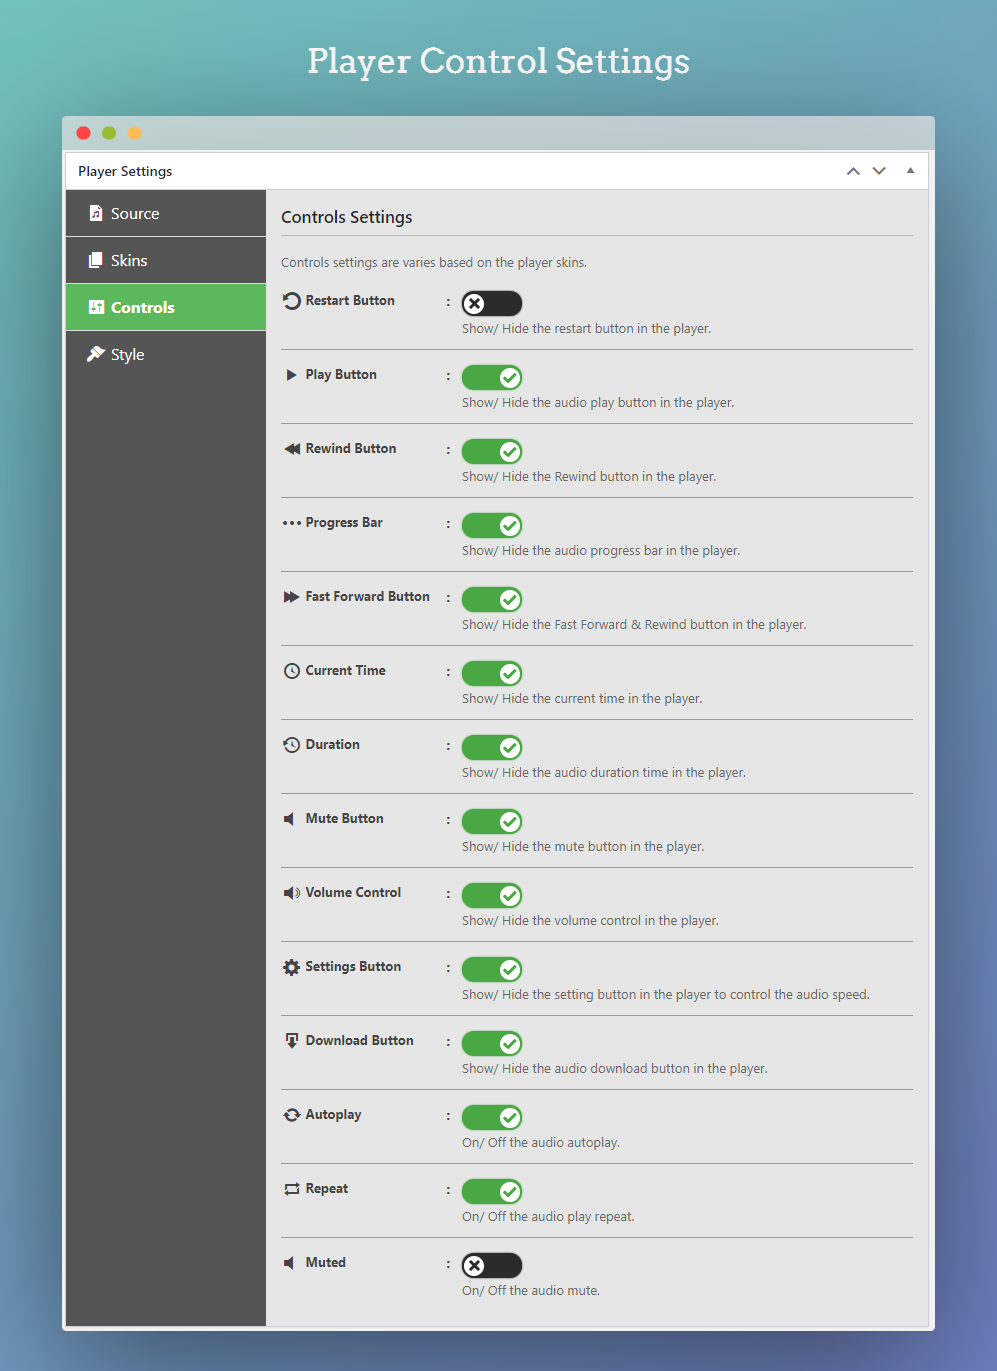 Player Control Settings
Player Settings
Source
Skins
Controls
Style
Controls Settings
Controls settings are varies based on the player skins.
Restart Button :
Show/ Hide the restart button in the player.
Play Button :
Show/ Hide the audio play button in the player.
Rewind Button :
Show/ Hide the Rewind button in the player.
Progress Bar :
Show/ Hide the audio progress bar in the player.
Fast Forward Button :
Show/ Hide the Fast Forward & Rewind button in the player.
Current Time :
Show/ Hide the current time in the player.
Duration :
Show/ Hide the audio duration time in the player.
Mute Button :
Show/ Hide the mute button in the player.
Volume Control :
Show/ Hide the volume control in the player.
Settings Button :
Show/ Hide the setting button in the player to control the audio speed.
Download Button :
Show/ Hide the audio download button in the player.
Autoplay :
On/ Off the audio autoplay.
Repeat :
On/ Off the audio play repeat.
Muted :
On/ Off the audio mute.